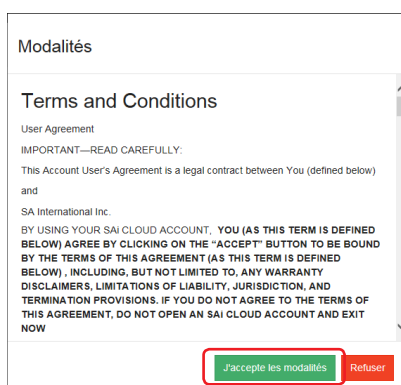 Modalités
Terms and Conditions
User Agreement
IMPORTANT—READ CAREFULLY:
This Account User's Agreement is a legal contract between You (defined below)
and
SA International Inc.
BY USING YOUR SAi CLOUD ACCOUNT, YOU (AS THIS TERM IS DEFINED
BELOW) AGREE BY CLICKING ON THE “ACCEPT” BUTTON TO BE BOUND
BY THE TERMS OF THIS AGREEMENT (AS THIS TERM IS DEFINED
BELOW) , INCLUDING, BUT NOT LIMITED TO, ANY WARRANTY
DISCLAIMERS, LIMITATIONS OF LIABILITY, JURISDICTION, AND
TERMINATION PROVISIONS. IF YOU DO NOT AGREE TO THE TERMS OF
THIS AGREEMENT, DO NOT OPEN AN SAi CLOUD ACCOUNT AND EXIT
NOW
J'accepte les modalités Refuser